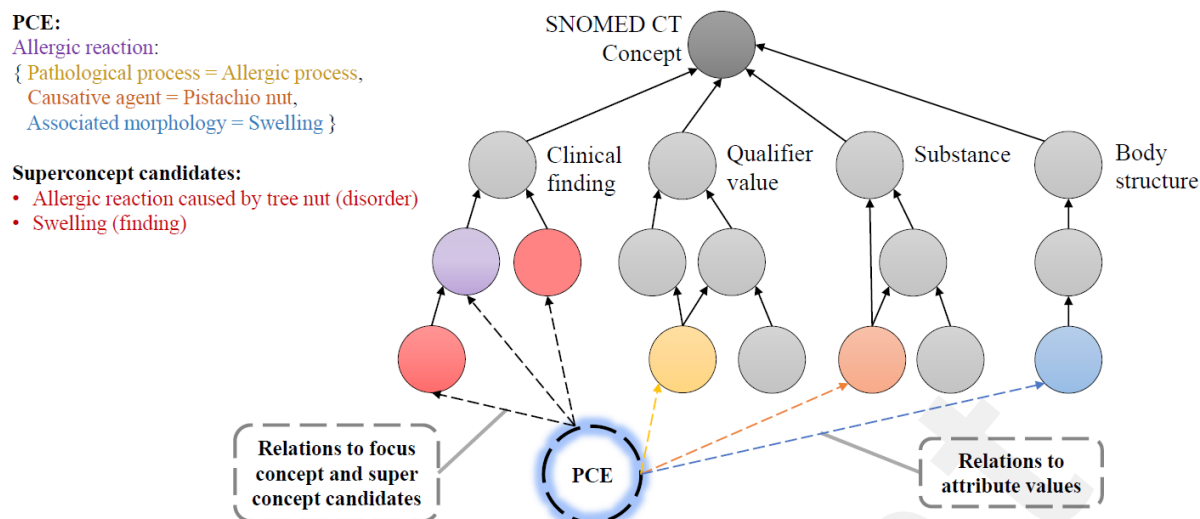 PCE:
Allergic reaction:
{ Pathological process = Allergic process,
Causative agent = Pistachio nut,
Associated morphology = Swelling }
Superconcept candidates:
• Allergic reaction caused by tree nut (disorder)
• Swelling (finding)
SNOMED CT
Concept
Clinical
finding
Qualifier
value
Substance
Body
structure
Relations to focus
concept and super
concept candidates
PCE
Relations to
attribute values